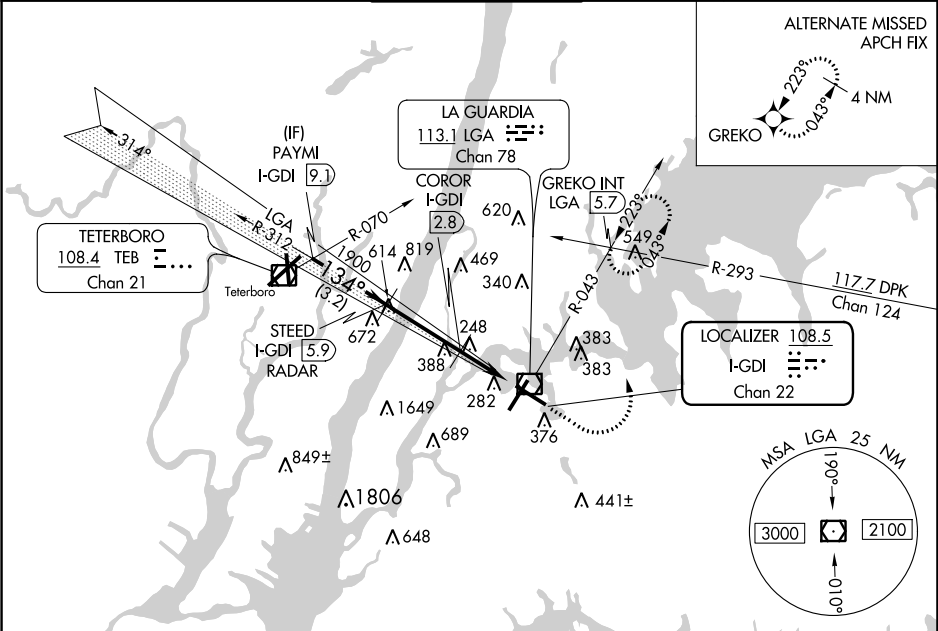 ALTERNATE MISSED
APCH FIX
223°
043°
4 NM
GREKO
LA GUARDIA
113.1 LGA
Chan 78
314°
(IF)
PAYMI
I-GDI 9.1
COROR
I-GDI
2.8
GREKO INT
LGA 5.7
620
223°
043°
549
LGA
R-312
R-070
1900
614
819
469
340
TETERBORO
108.4 TEB
Chan 21
Teterboro
134°
(3.2)
R-293
117.7 DPK
Chan 124
R-043
STEED
I-GDI 5.9
RADAR
672
248
388
383
383
LOCALIZER 108.5
I-GDI
Chan 22
282
376
1649
689
849±
1806
648
441±
MSA LGA 25 NM
190°
3000
2100
010°